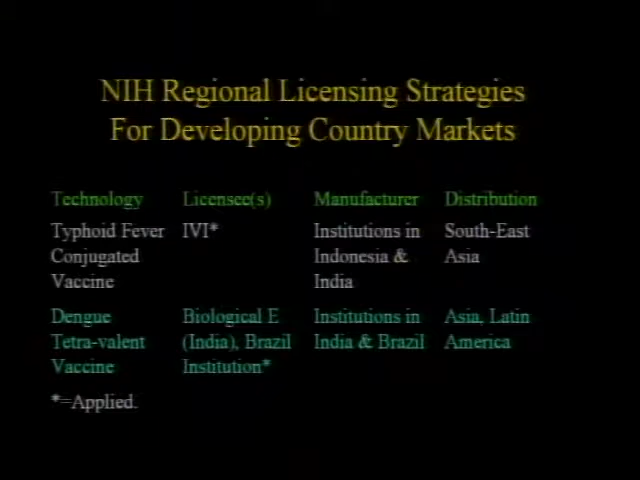 NIH Regional Licensing Strategies
For Developing Country Markets
Technology Licensee(s) Manufacturer Distribution
Typhoid Fever IVI* Institutions in South-East
Conjugated Indonesia & Asia
Vaccine India
Dengue Biological E Institutions in Asia, Latin
Tetra-valent (India), Brazil India & Brazil America
Vaccine Institution*
*=Applied.